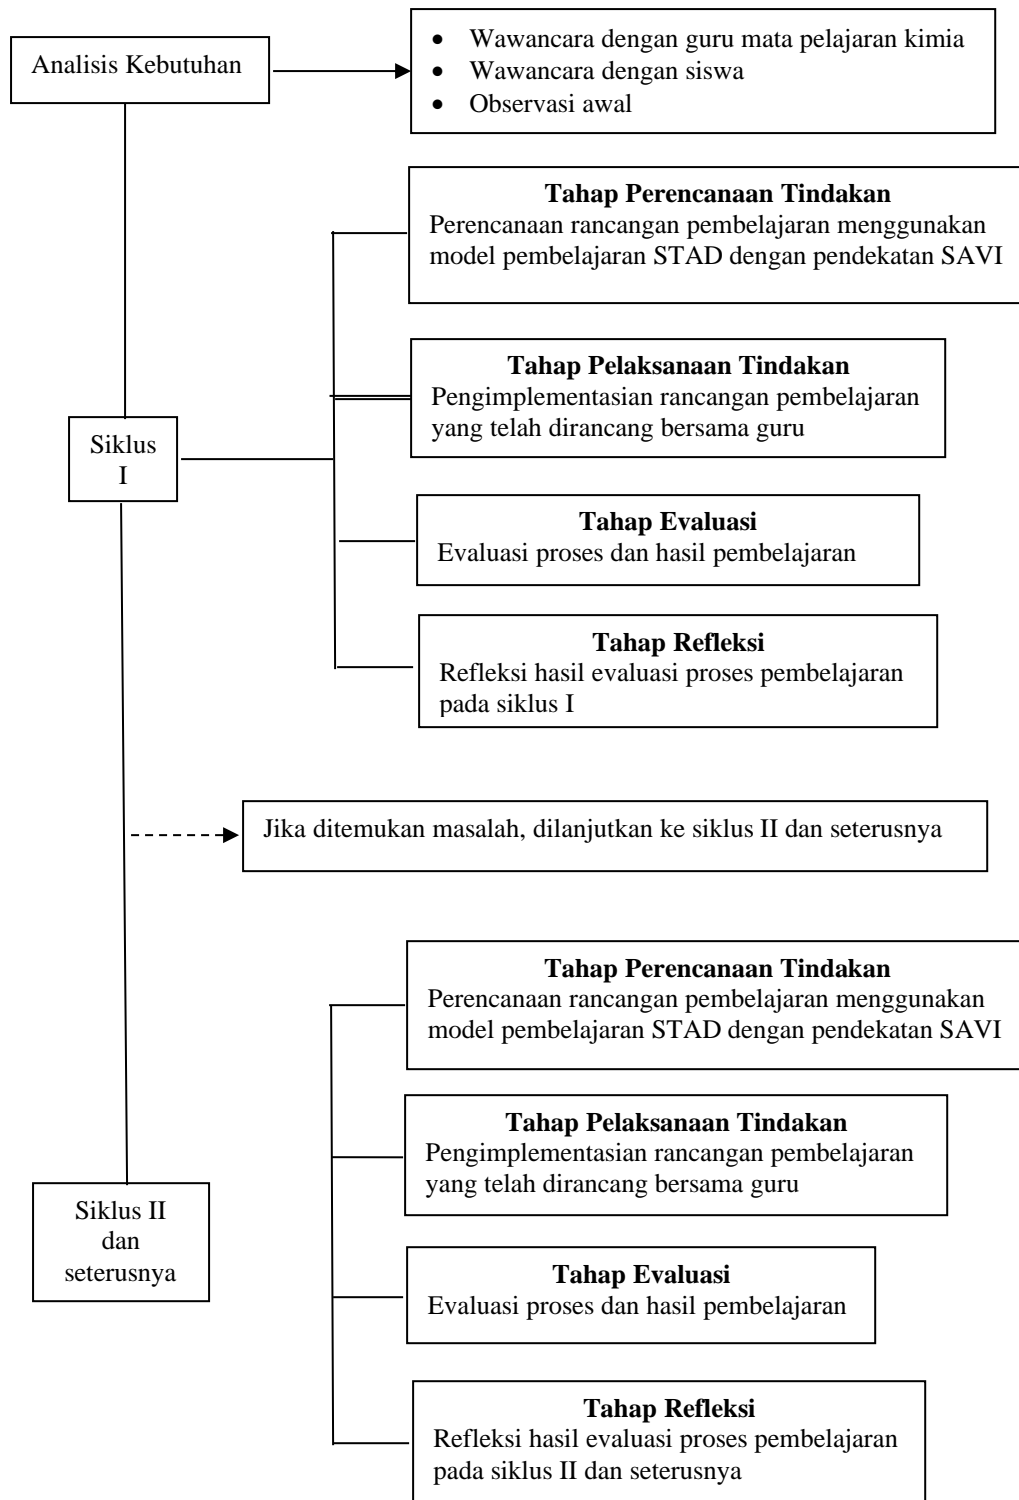 Analisis Kebutuhan
• Wawancara dengan guru mata pelajaran kimia
• Wawancara dengan siswa
• Observasi awal
Tahap Perencanaan Tindakan
Perencanaan rancangan pembelajaran menggunakan
model pembelajaran STAD dengan pendekatan SAVI
Tahap Pelaksanaan Tindakan
Pengimplementasian rancangan pembelajaran
yang telah dirancang bersama guru
Siklus
I
Tahap Evaluasi
Evaluasi proses dan hasil pembelajaran
Tahap Refleksi
Refleksi hasil evaluasi proses pembelajaran
pada siklus I
Jika ditemukan masalah, dilanjutkan ke siklus II dan seterusnya
Tahap Perencanaan Tindakan
Perencanaan rancangan pembelajaran menggunakan
model pembelajaran STAD dengan pendekatan SAVI
Tahap Pelaksanaan Tindakan
Pengimplementasian rancangan pembelajaran
yang telah dirancang bersama guru
Siklus II
dan
seterusnya
Tahap Evaluasi
Evaluasi proses dan hasil pembelajaran
Tahap Refleksi
Refleksi hasil evaluasi proses pembelajaran
pada siklus II dan seterusnya